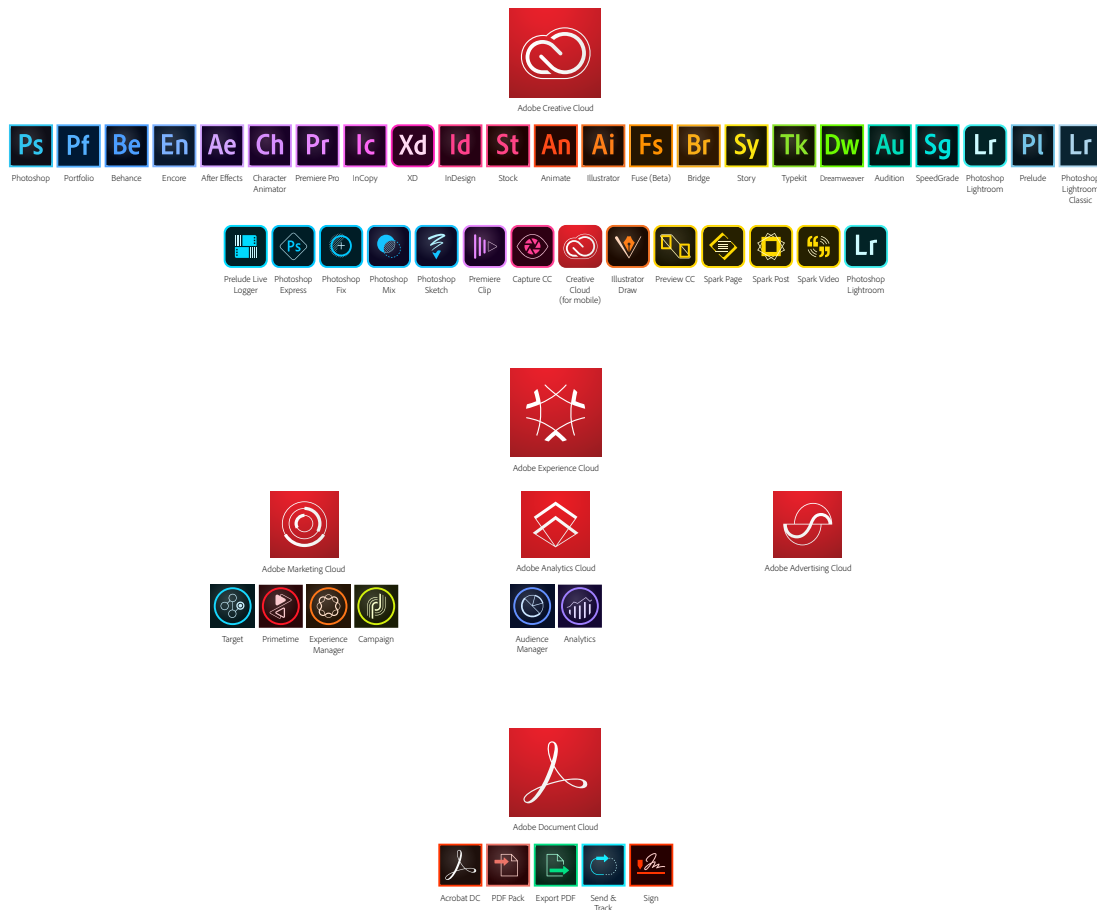 Adobe Creative Cloud
Ps Pf Be En Ae Ch Pr Ic Xd Id St An Ai Fs Br Sy Tk Dw Au Sg Lr Pl Lr
Photoshop Portfolio Behance Encore After Effects Character Premiere Pro InCopy XD InDesign Stock Animate Illustrator Fuse (Beta) Bridge Story Typekit Dreamweaver Audition SpeedGrade Photoshop Prelude Photoshop
Animator Lightroom Lightroom
Classic
Ps Lr
Prelude Live Photoshop Photoshop Photoshop Photoshop Premiere Capture CC Creative Illustrator Preview CC Spark Page Spark Post Spark Video Photoshop
Logger Express Fix Mix Sketch Clip Cloud Draw Lightroom
(for mobile)
Adobe Experience Cloud
Adobe Marketing Cloud Adobe Analytics Cloud Adobe Advertising Cloud
Target Primetime Experience Campaign Audience Analytics
Manager Manager
Adobe Document Cloud
Acrobat DC PDF Pack Export PDF Send & Sign
Track